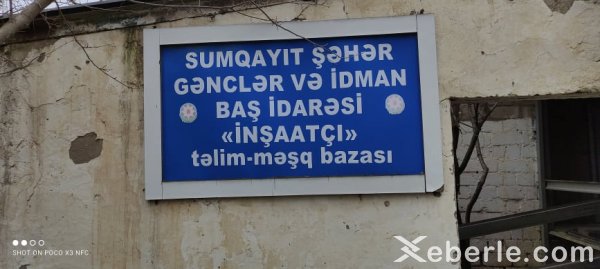 SUMQAYIT ŞƏHƏR
GƏNCLƏR VƏ İDMAN
BAŞ İDARƏSİ
«İNŞAATÇI»
təlim-məşq bazası
SHOT ON POCO X3 NFC
Xeberle.com